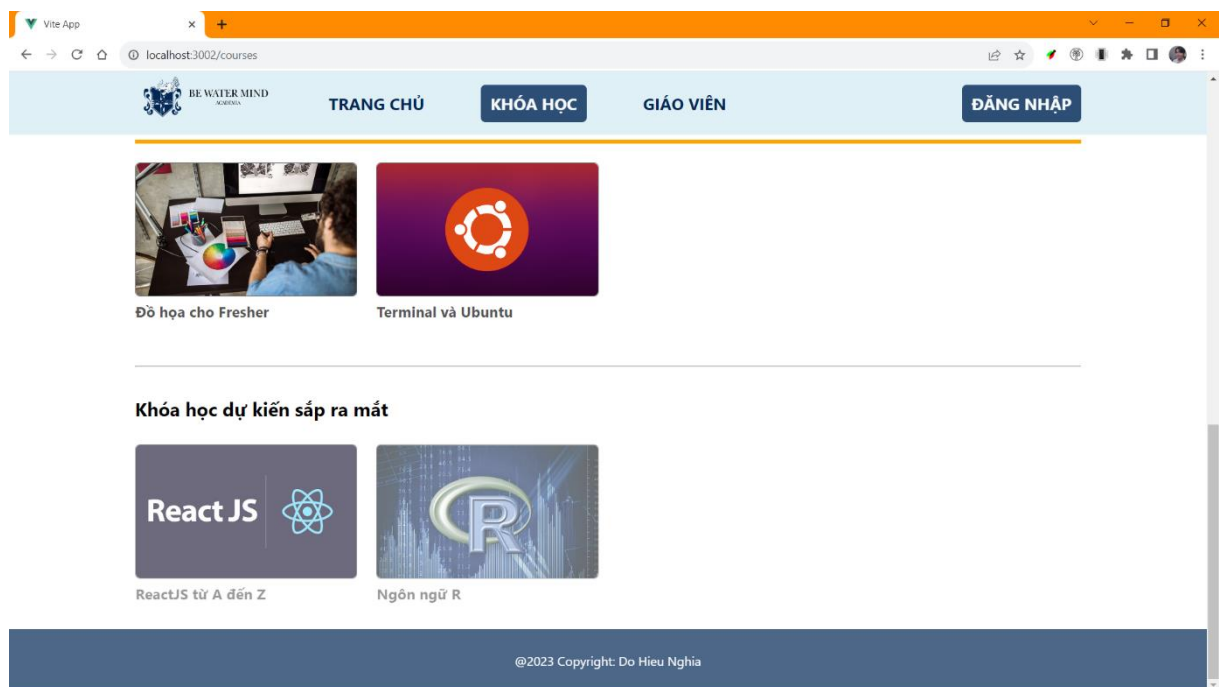 Vite App
localhost:3002/courses
BE WATER MIND
ACADEMIA
TRANG CHỦ
KHÓA HỌC
GIÁO VIÊN
ĐĂNG NHẬP
Đồ họa cho Fresher
Terminal và Ubuntu
Khóa học dự kiến sắp ra mắt
React JS
R
ReactJS từ A đến Z
Ngôn ngữ R
@2023 Copyright: Do Hieu Nghia